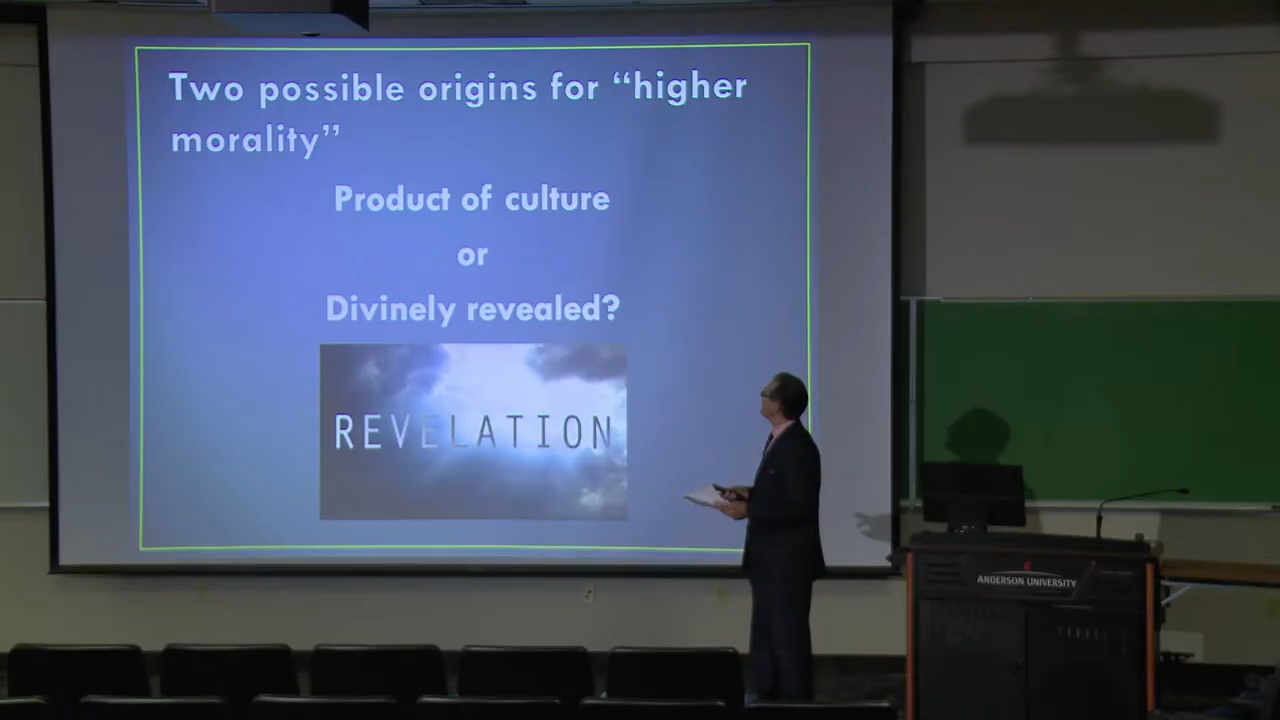 Two possible origins for “higher
morality”
Product of culture
or
Divinely revealed?
REVELATION
ANDERSON UNIVERSITY